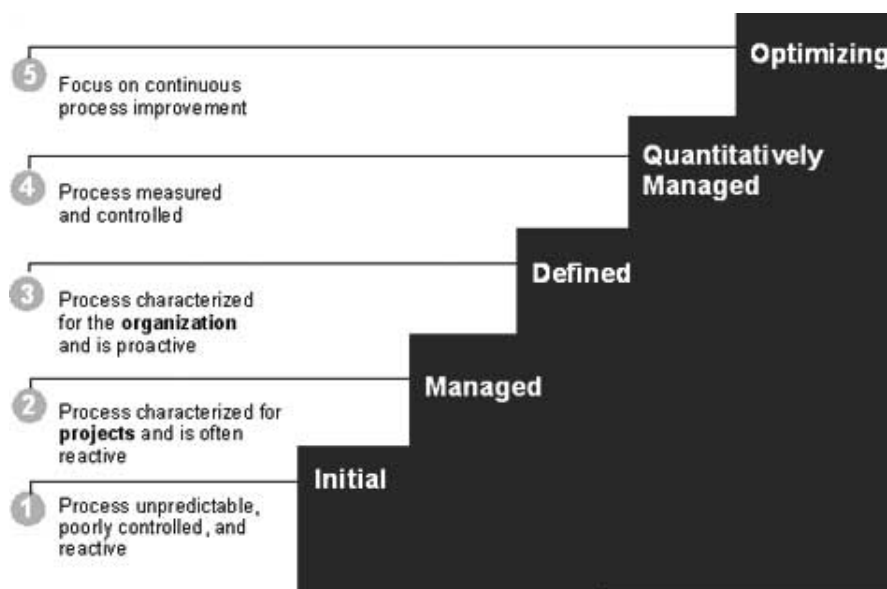 5
Optimizing
Focus on continuous
process improvement
4
Quantitatively
Managed
Process measured
and controlled
3
Defined
Process characterized
for the organization
and is proactive
2
Managed
Process characterized for
projects and is often
reactive
1
Initial
Process unpredictable,
poorly controlled, and
reactive